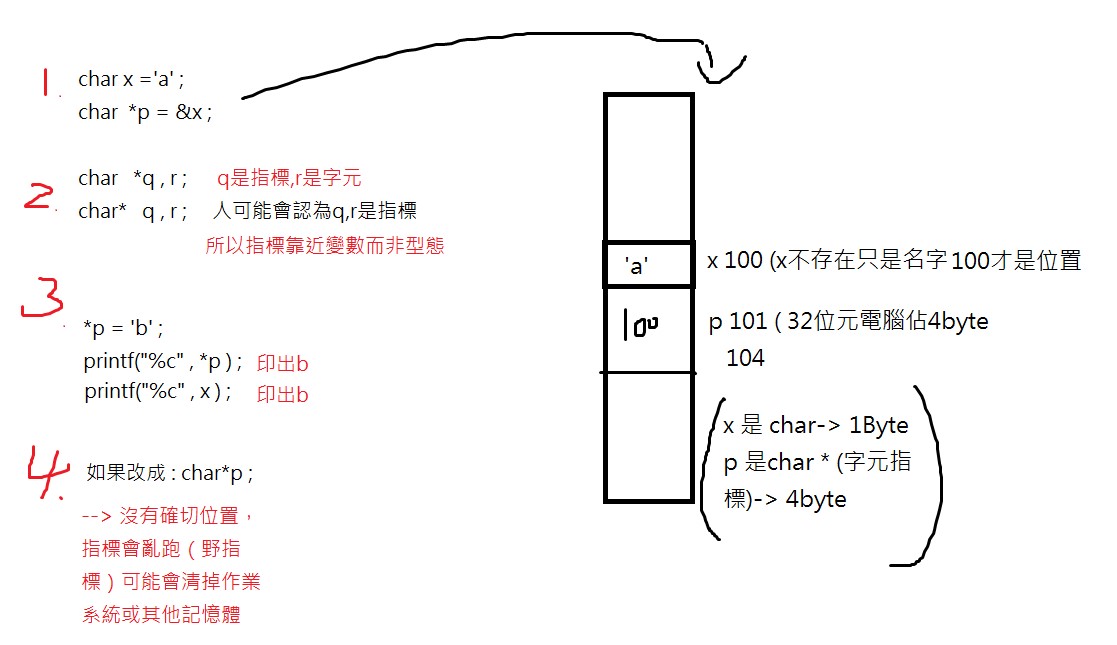 1.
char x ='a' ;
char *p = &x ;
2.
char *q , r ; q是指標,r是字元
char* q , r ; 人可能會認為q,r是指標
所以指標靠近變數而非型態
3.
*p = 'b' ;
printf("%c" , *p ) ; 印出b
printf("%c" , x ) ; 印出b
4.
如果改成 : char*p ;
--> 沒有確切位置，
指標會亂跑 ( 野指
標 ) 可能會清掉作業
系統或其他記憶體
'a'
x 100 (x不存在只是名字 100才是位置
100
p 101 ( 32位元電腦佔4byte
104
x 是 char-> 1Byte
p 是char * (字元指
標)-> 4byte